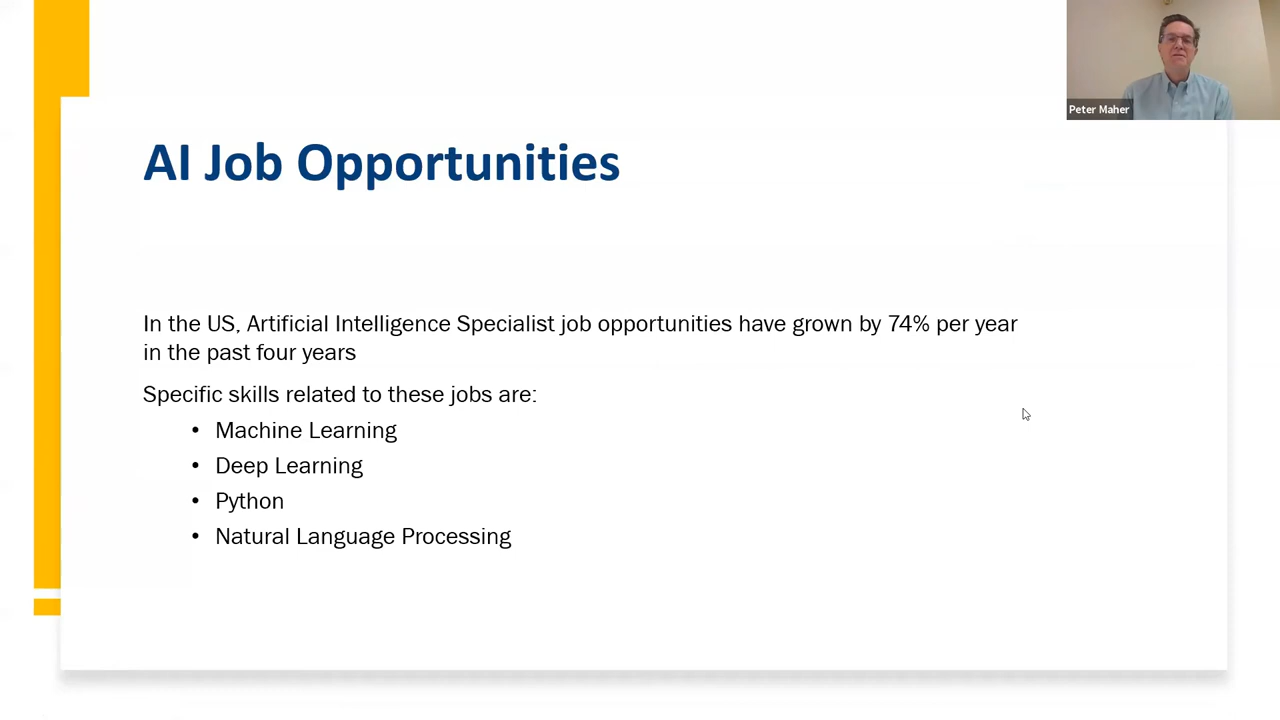 Peter Maher
AI Job Opportunities
In the US, Artificial Intelligence Specialist job opportunities have grown by 74% per year
in the past four years
Specific skills related to these jobs are:
• Machine Learning
• Deep Learning
• Python
• Natural Language Processing